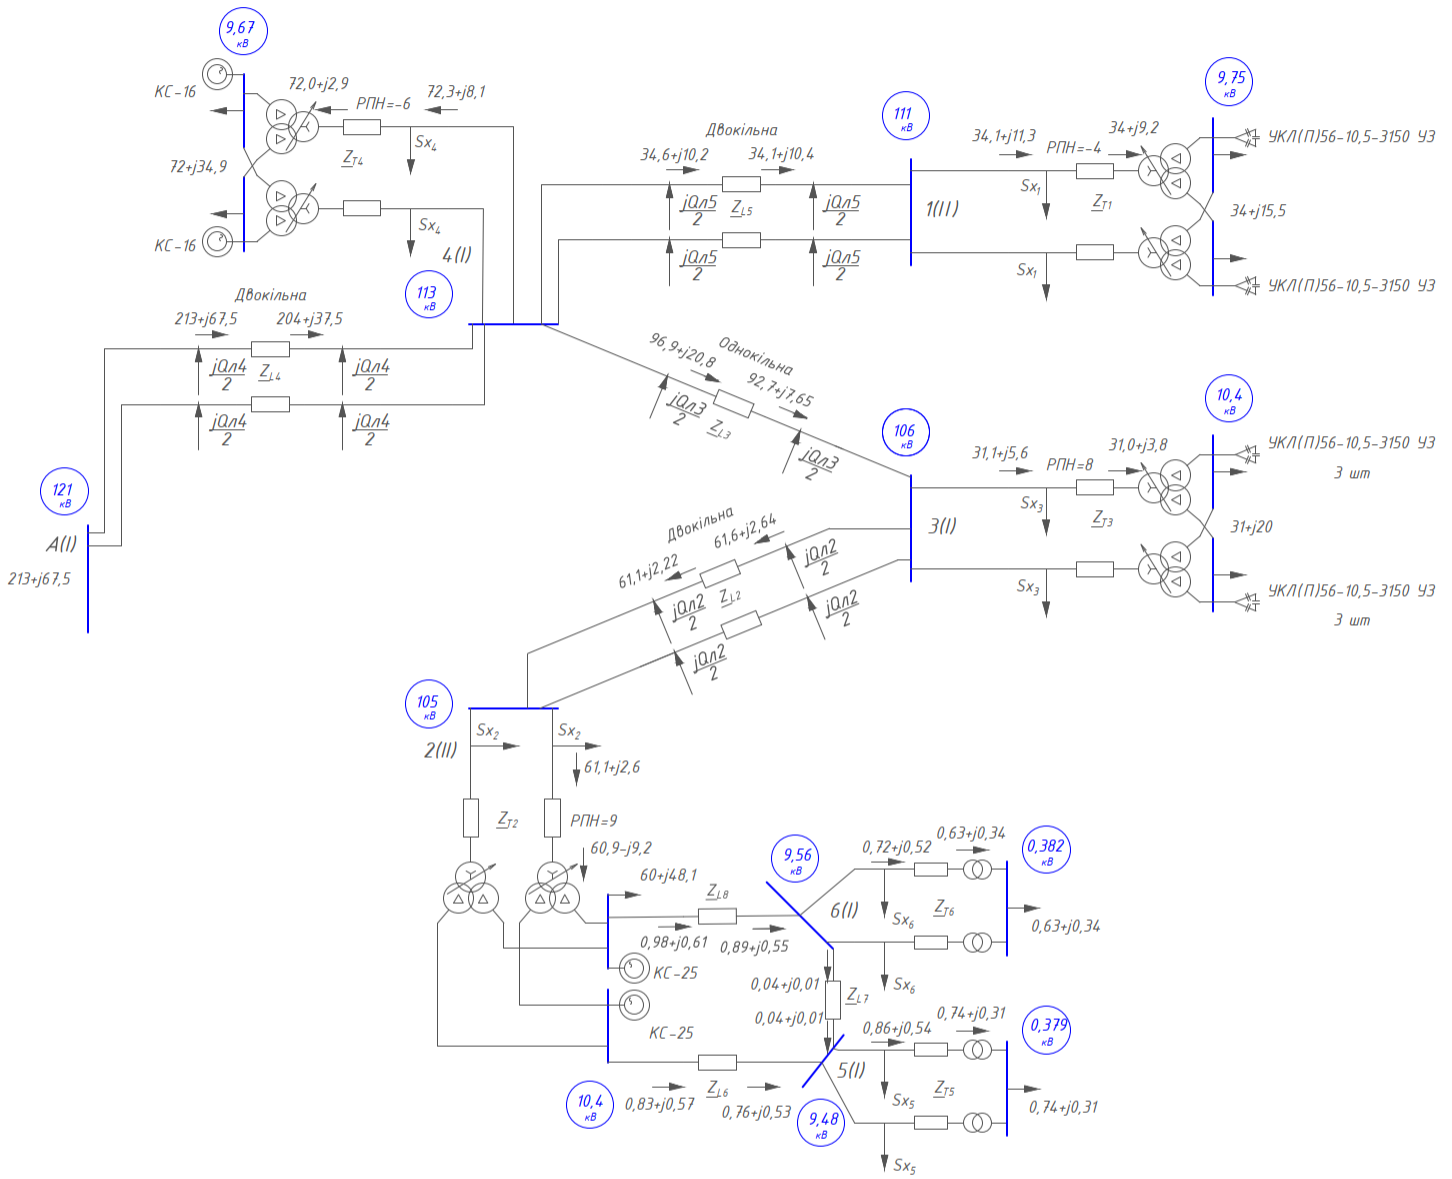 9,67
кВ
КС-16
72,0+j2,9
РПН=-6
72,3+j8,1
Sx4
ZT4
72+j34,9
Sx4
КС-16
4(I)
113
кВ
Двокільна
213+j67,5
204+j37,5
jQл4
2
ZL4
jQл4
2
jQл4
2
jQл4
2
121
кВ
А(I)
213+j67,5
Двокільна
34,6+j10,2
34,1+j10,4
jQл5
2
ZL5
jQл5
2
jQл5
2
jQл5
2
111
кВ
1(II)
34,1+j11,3
РПН=-4
34+j9,2
Sx1
ZT1
Sx1
9,75
кВ
УКЛ(П)56-10,5-3150 У3
34+j15,5
УКЛ(П)56-10,5-3150 У3
96,9+j20,8
Однокільна
92,7+j7,65
jQл3
2
ZL3
jQл3
2
106
кВ
3(I)
31,1+j5,6
РПН=8
31,0+j3,8
Sx3
ZT3
Sx3
10,4
кВ
УКЛ(П)56-10,5-3150 У3
3 шт
31+j20
УКЛ(П)56-10,5-3150 У3
3 шт
Двокільна
61,6+j2,64
61,1+j2,22
jQл2
2
jQл2
2
ZL2
jQл2
2
jQл2
2
105
кВ
2(II)
Sx2
Sx2
61,1+j2,6
ZT2
РПН=9
60,9-j9,2
60+j48,1
ZL8
0,98+j0,61
0,89+j0,55
КС-25
КС-25
10,4
кВ
0,83+j0,57
ZL6
0,76+j0,53
9,56
кВ
6(I)
0,72+j0,52
0,63+j0,34
Sx6
ZT6
Sx6
0,382
кВ
0,63+j0,34
0,04+j0,01
ZL7
0,04+j0,01
0,86+j0,54
0,74+j0,31
5(I)
9,48
кВ
Sx5
ZT5
Sx5
0,379
кВ
0,74+j0,31